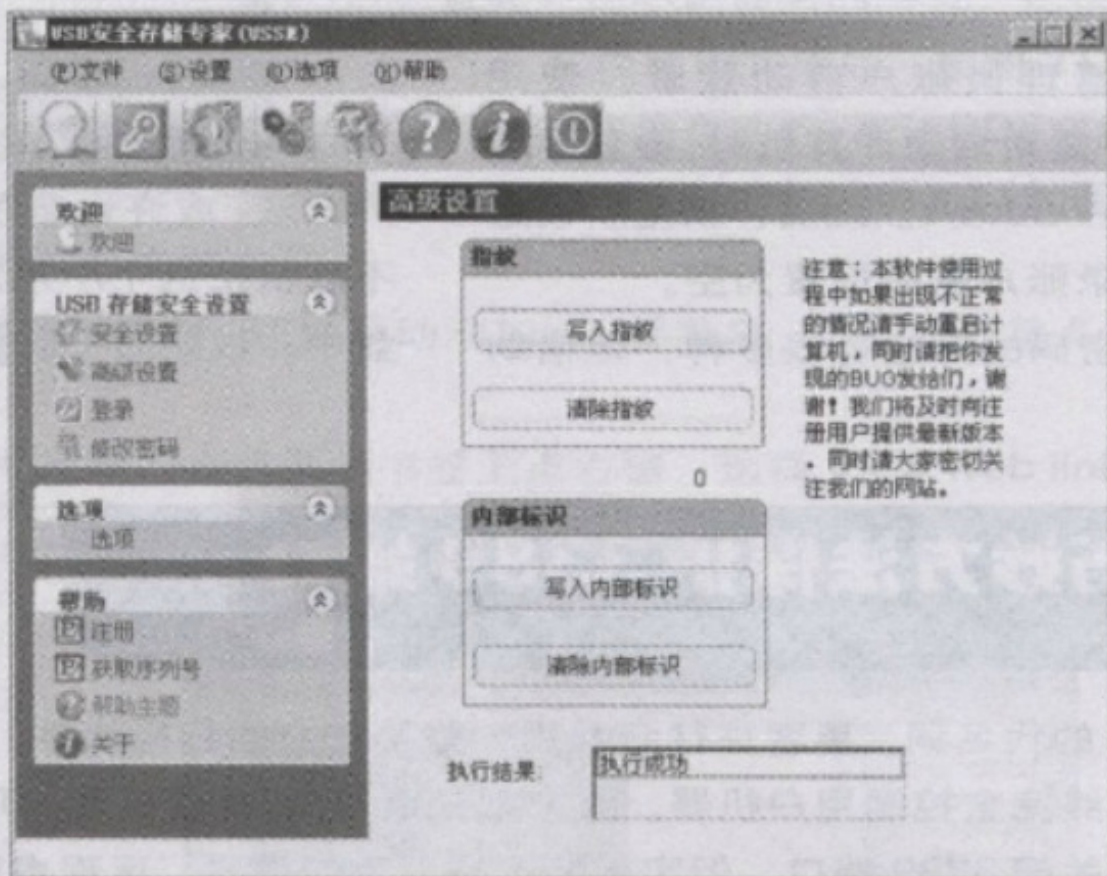 USB安全存储专家(USSE)
(F)文件 (S)设置 (O)选项 (H)帮助
欢迎
欢迎
USB 存储安全设置
安全设置
高级设置
登录
修改密码
选项
选项
帮助
注册
获取序列号
帮助主题
关于
高级设置
指纹
写入指纹
清除指纹
0
内部标识
写入内部标识
清除内部标识
执行结果:
执行成功
注意:本软件使用过
程中如果出现不正常
的情况请手动重启计
算机,同时请把你发
现的BUG发给们,谢
谢!我们将及时向注
册用户提供最新版本
。同时请大家密切关
注我们的网站。